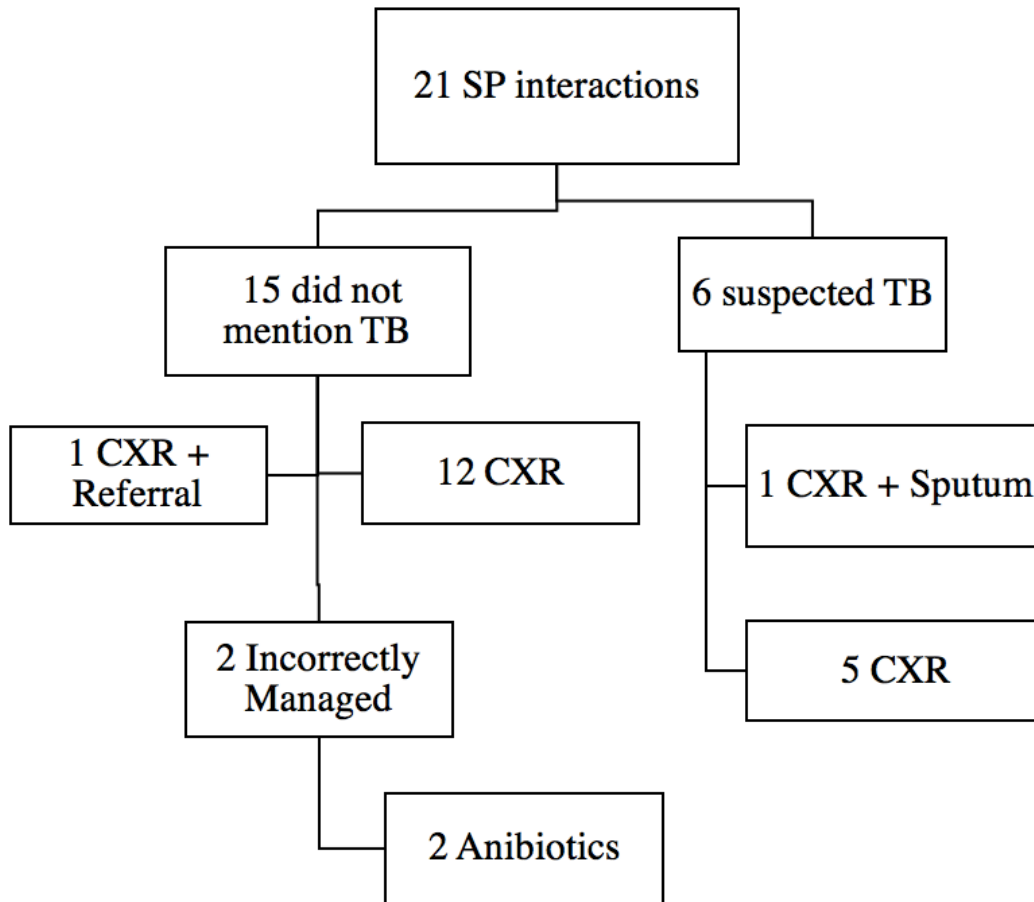 21 SP interactions
15 did not
mention TB
6 suspected TB
1 CXR +
Referral
12 CXR
1 CXR + Sputum
2 Incorrectly
Managed
5 CXR
2 Anibiotics